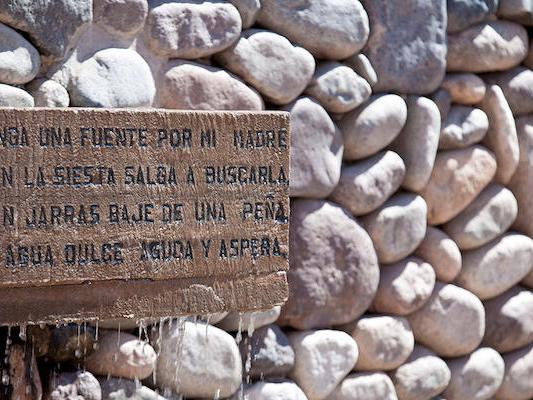 NGA UNA FUENTE POR MI MADRE
N LA SIESTA SALGA A BUSCARLA
N JARRAS BAJE DE UNA PEÑA
AGUA DULCE AGUDA Y ASPERA.